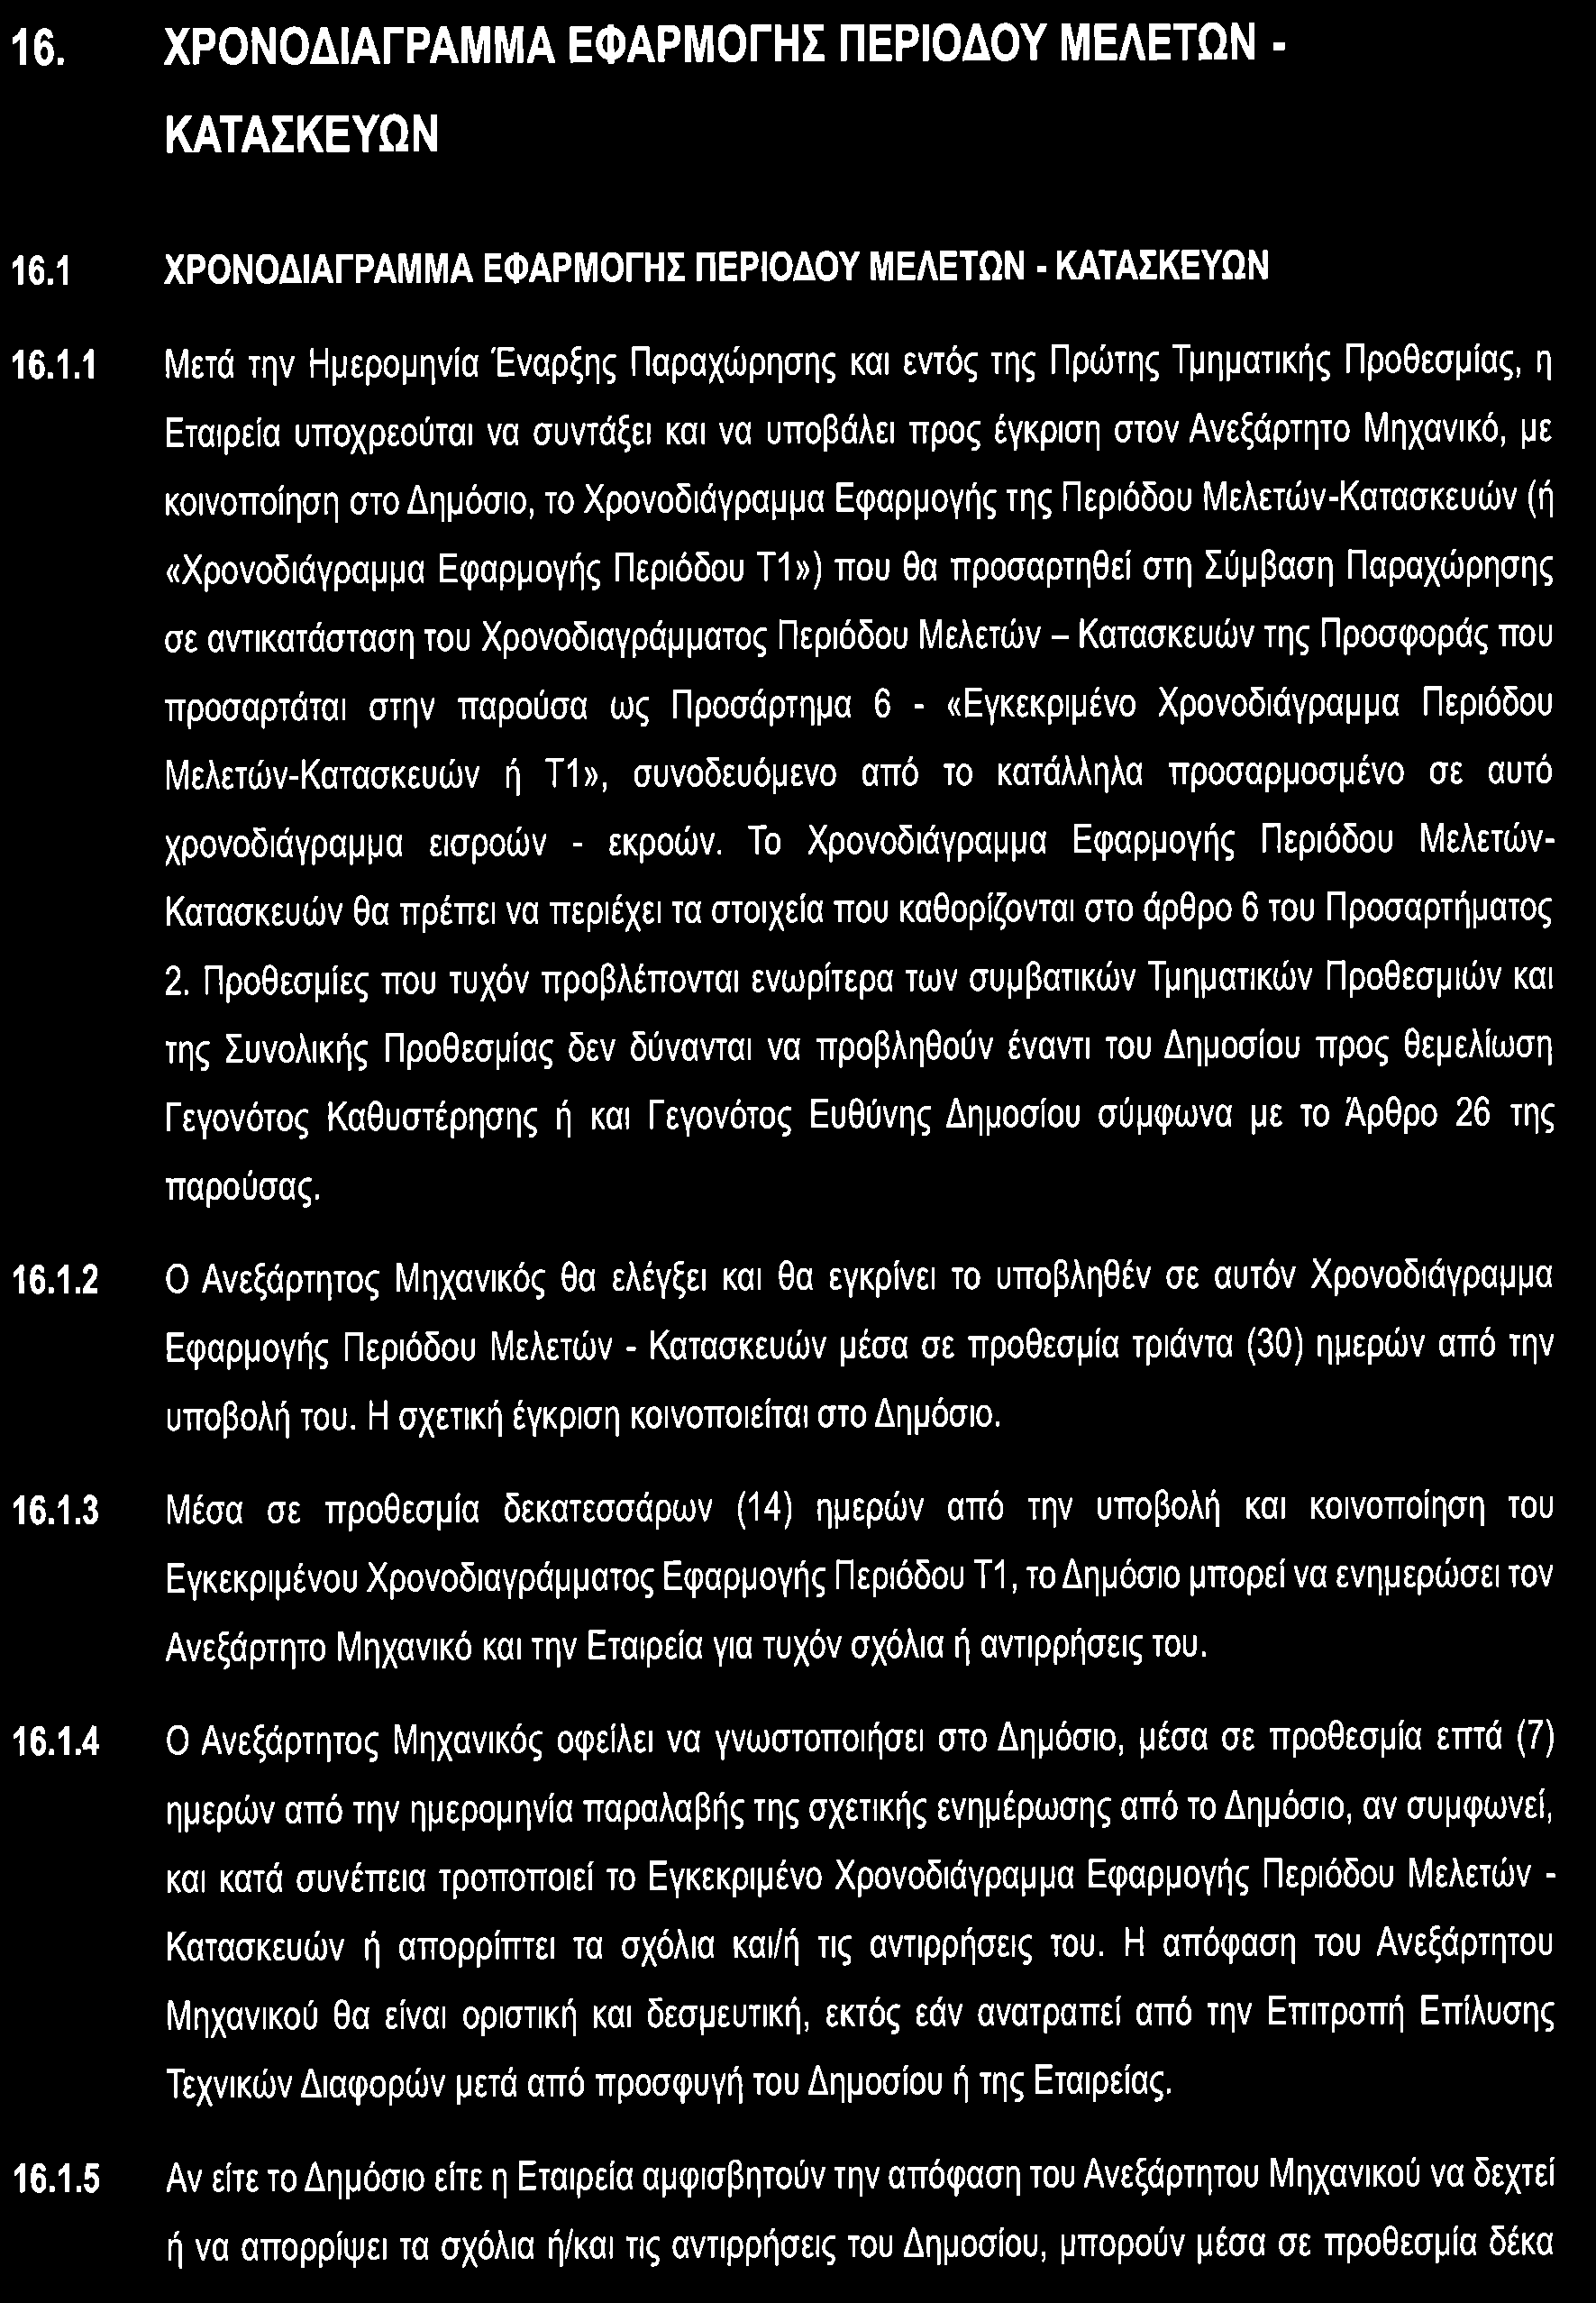 16. ΧΡΟΝΟΔΙΑΓΡΑΜΜΑ ΕΦΑΡΜΟΓΗΣ ΠΕΡΙΟΔΟΥ ΜΕΛΕΤΩΝ -
ΚΑΤΑΣΚΕΥΩΝ
16.1 ΧΡΟΝΟΔΙΑΓΡΑΜΜΑ ΕΦΑΡΜΟΓΗΣ ΠΕΡΙΟΔΟΥ ΜΕΛΕΤΩΝ - ΚΑΤΑΣΚΕΥΩΝ
16.1.1 Μετά την Ημερομηνία Έναρξης Παραχώρησης και εντός της Πρώτης Τμηματικής Προθεσμίας, η
Εταιρεία υποχρεούται να συντάξει και να υποβάλει προς έγκριση στον Ανεξάρτητο Μηχανικό, με
κοινοποίηση στο Δημόσιο, το Χρονοδιάγραμμα Εφαρμογής της Περιόδου Μελετών-Κατασκευών (ή
«Χρονοδιάγραμμα Εφαρμογής Περιόδου Τ1») που θα προσαρτηθεί στη Σύμβαση Παραχώρησης
σε αντικατάσταση του Χρονοδιαγράμματος Περιόδου Μελετών – Κατασκευών της Προσφοράς που
προσαρτάται στην παρούσα ως Προσάρτημα 6 - «Εγκεκριμένο Χρονοδιάγραμμα Περιόδου
Μελετών-Κατασκευών ή Τ1», συνοδευόμενο από το κατάλληλα προσαρμοσμένο σε αυτό
χρονοδιάγραμμα εισροών - εκροών. Το Χρονοδιάγραμμα Εφαρμογής Περιόδου Μελετών-
Κατασκευών θα πρέπει να περιέχει τα στοιχεία που καθορίζονται στο άρθρο 6 του Προσαρτήματος
2. Προθεσμίες που τυχόν προβλέπονται ενωρίτερα των συμβατικών Τμηματικών Προθεσμιών και
της Συνολικής Προθεσμίας δεν δύνανται να προβληθούν έναντι του Δημοσίου προς θεμελίωση
Γεγονότος Καθυστέρησης ή και Γεγονότος Ευθύνης Δημοσίου σύμφωνα με το Άρθρο 26 της
παρούσας.
16.1.2 Ο Ανεξάρτητος Μηχανικός θα ελέγξει και θα εγκρίνει το υποβληθέν σε αυτόν Χρονοδιάγραμμα
Εφαρμογής Περιόδου Μελετών - Κατασκευών μέσα σε προθεσμία τριάντα (30) ημερών από την
υποβολή του. Η σχετική έγκριση κοινοποιείται στο Δημόσιο.
16.1.3 Μέσα σε προθεσμία δεκατεσσάρων (14) ημερών από την υποβολή και κοινοποίηση του
Εγκεκριμένου Χρονοδιαγράμματος Εφαρμογής Περιόδου Τ1, το Δημόσιο μπορεί να ενημερώσει τον
Ανεξάρτητο Μηχανικό και την Εταιρεία για τυχόν σχόλια ή αντιρρήσεις του.
16.1.4 Ο Ανεξάρτητος Μηχανικός οφείλει να γνωστοποιήσει στο Δημόσιο, μέσα σε προθεσμία επτά (7)
ημερών από την ημερομηνία παραλαβής της σχετικής ενημέρωσης από το Δημόσιο, αν συμφωνεί,
και κατά συνέπεια τροποποιεί το Εγκεκριμένο Χρονοδιάγραμμα Εφαρμογής Περιόδου Μελετών -
Κατασκευών ή απορρίπτει τα σχόλια και/ή τις αντιρρήσεις του. Η απόφαση του Ανεξάρτητου
Μηχανικού θα είναι οριστική και δεσμευτική, εκτός εάν ανατραπεί από την Επιτροπή Επίλυσης
Τεχνικών Διαφορών μετά από προσφυγή του Δημοσίου ή της Εταιρείας.
16.1.5 Αν είτε το Δημόσιο είτε η Εταιρεία αμφισβητούν την απόφαση του Ανεξάρτητου Μηχανικού να δεχτεί
ή να απορρίψει τα σχόλια ή/και τις αντιρρήσεις του Δημοσίου, μπορούν μέσα σε προθεσμία δέκα